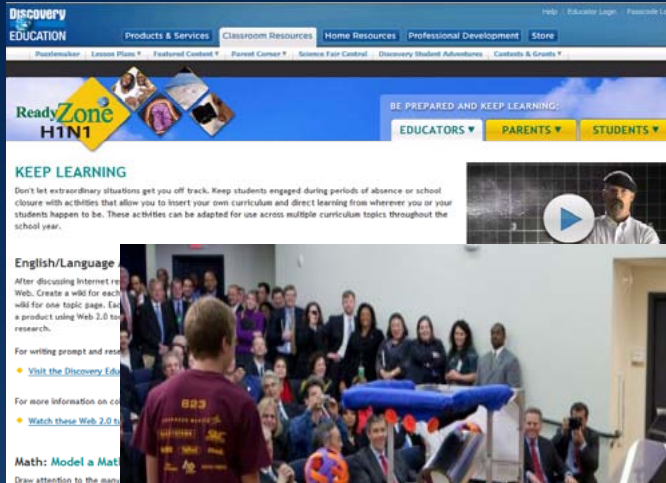 Discovery
EDUCATION
Help | Educator Login | Passcode
Products & Services
Classroom Resources
Home Resources
Professional Development
Store
Puzzlemaker
Lesson Plans
Featured Content
Parent Corner
Science Fair Central
Discovery Student Adventures
Contests & Grants
ReadyZone
H1N1
BE PREPARED AND KEEP LEARNING:
EDUCATORS
PARENTS
STUDENTS
KEEP LEARNING
Don't let extraordinary situations get you off track. Keep students engaged during periods of absence or school
closure with activities that allow you to insert your own curriculum and direct learning from wherever you or your
students happen to be. These activities can be adapted for use across multiple curriculum topics throughout the
school year.
English/Language
After discussing Internet
Web. Create a wiki for each
wiki for one topic page.
a product using Web 2.0
research.
For writing prompt and
Visit the Discovery
For more information on
Watch these Web 2.0
Math: Model a
Draw attention to the many
823